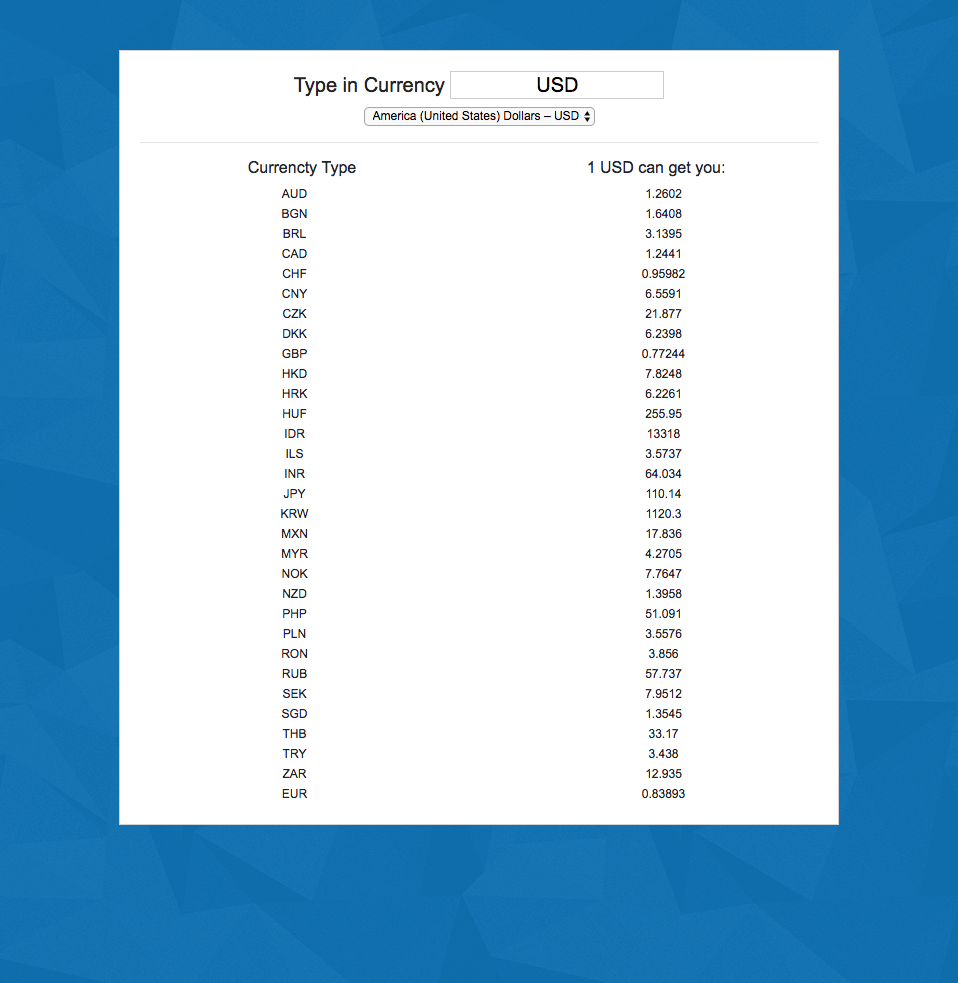 Type in Currency USD
America (United States) Dollars – USD
Currencty Type 1 USD can get you:
AUD 1.2602
BGN 1.6408
BRL 3.1395
CAD 1.2441
CHF 0.95982
CNY 6.5591
CZK 21.877
DKK 6.2398
GBP 0.77244
HKD 7.8248
HRK 6.2261
HUF 255.95
IDR 13318
ILS 3.5737
INR 64.034
JPY 110.14
KRW 1120.3
MXN 17.836
MYR 4.2705
NOK 7.7647
NZD 1.3958
PHP 51.091
PLN 3.5576
RON 3.856
RUB 57.737
SEK 7.9512
SGD 1.3545
THB 33.17
TRY 3.438
ZAR 12.935
EUR 0.83893